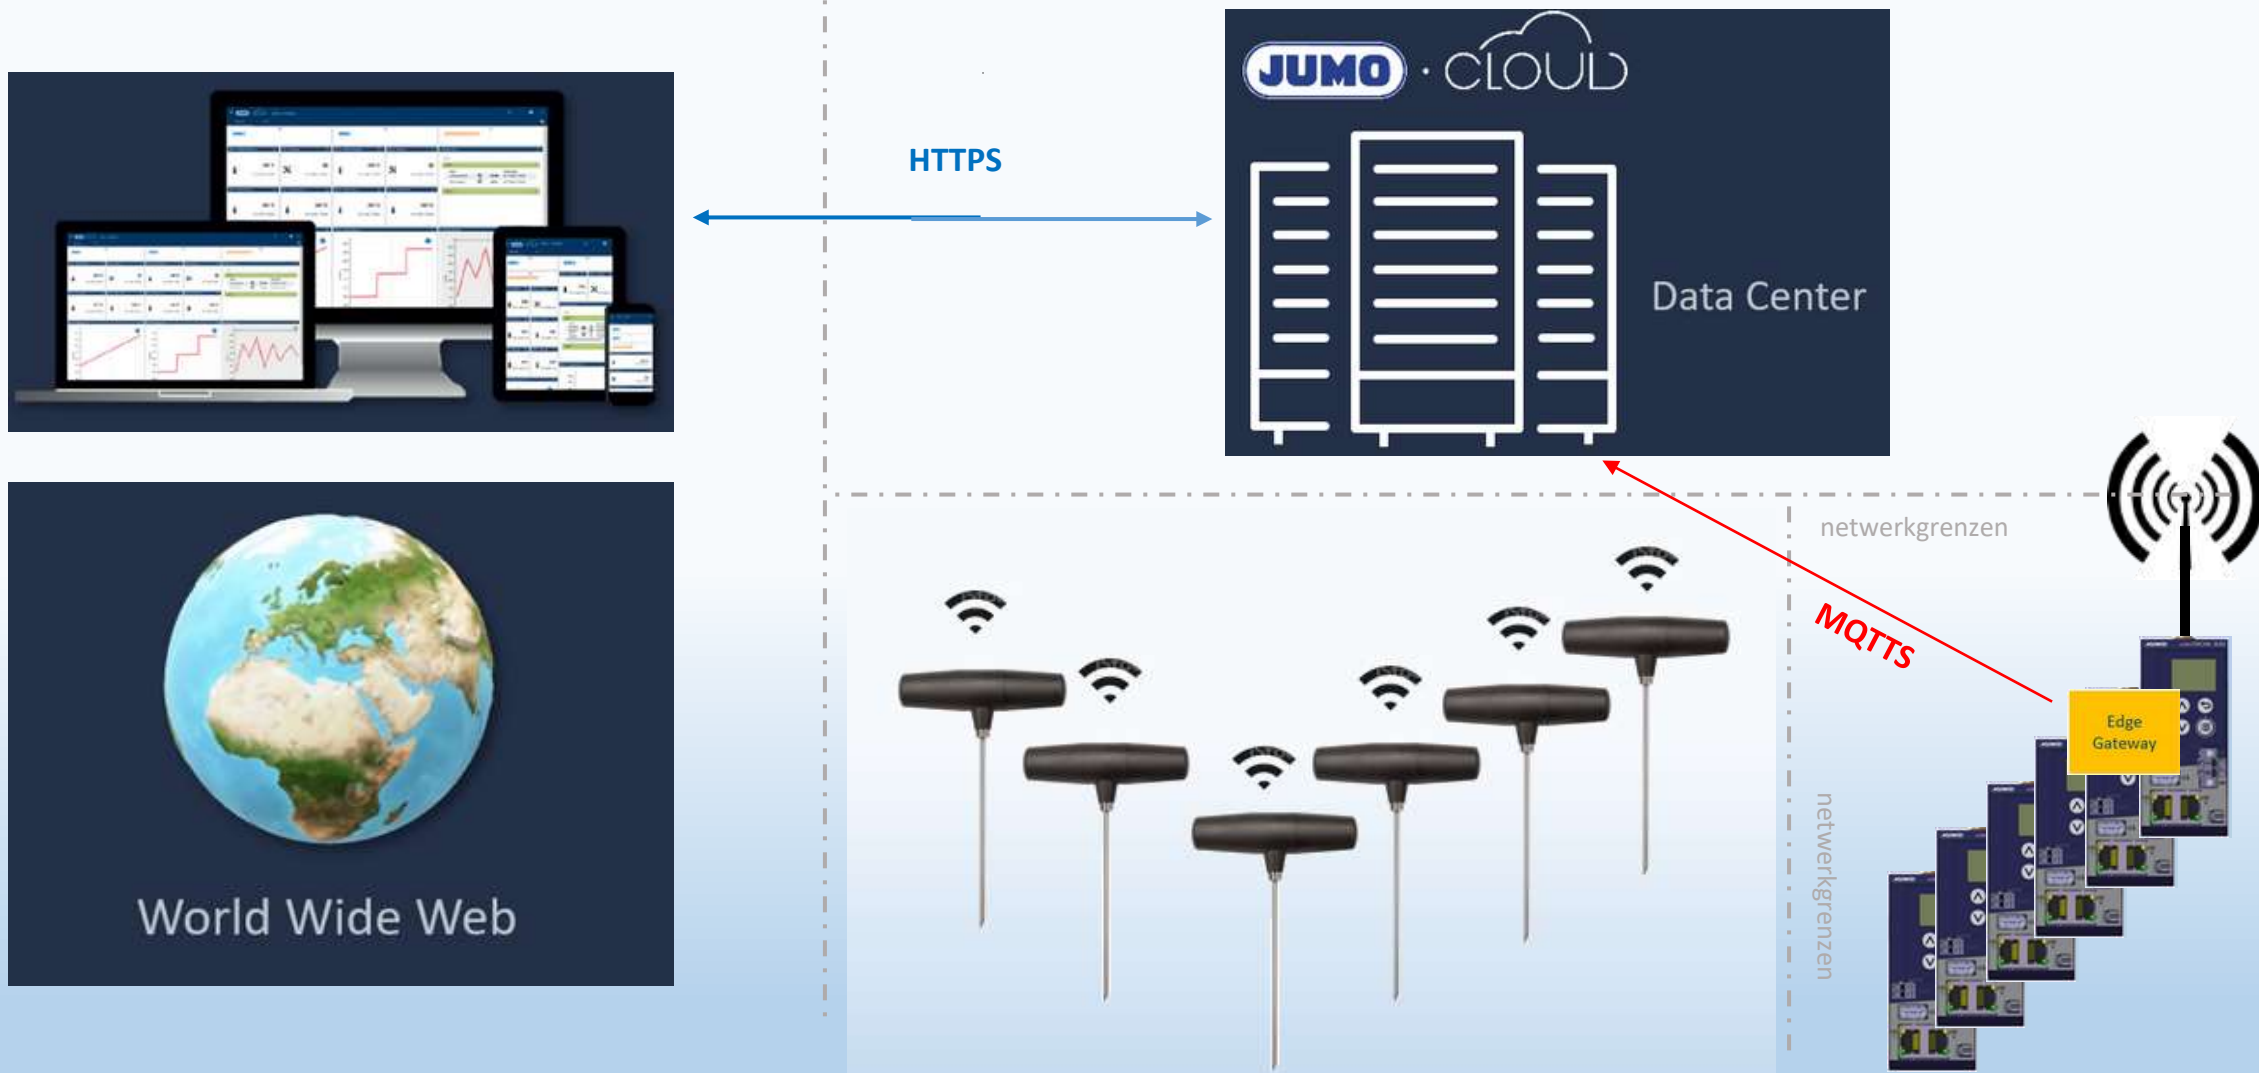 JUMO · CLOUD
HTTPS
Data Center
netwerkgrenzen
MQTTS
Edge
Gateway
netwerkgrenzen
World Wide Web